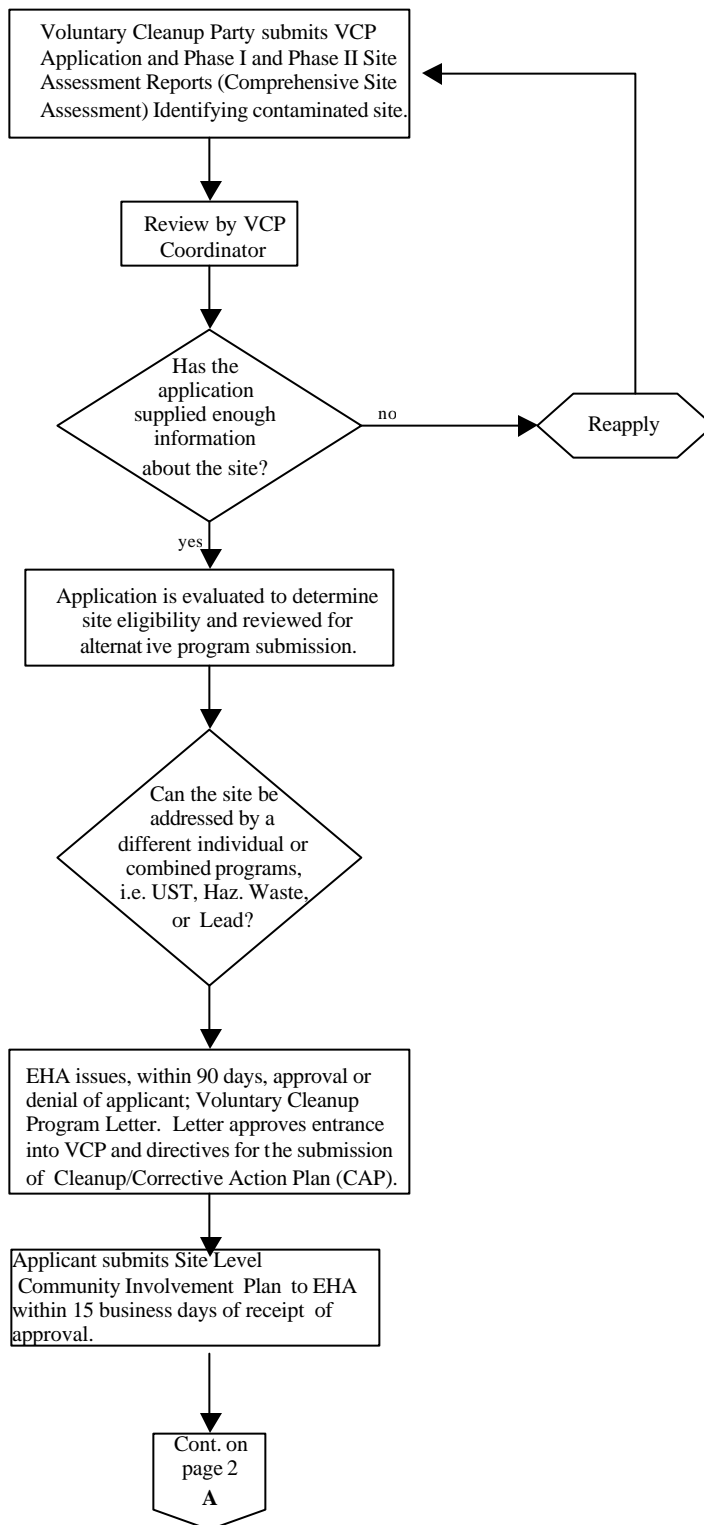 Voluntary Cleanup Party submits VCP
Application and Phase I and Phase II Site
Assessment Reports (Comprehensive Site
Assessment) Identifying contaminated site.
Review by VCP
Coordinator
Has the
application
supplied enough
information
about the site?
no
Reapply
yes
Application is evaluated to determine
site eligibility and reviewed for
alternat ive program submission.
Can the site be
addressed by a
different individual or
combined programs,
i.e. UST, Haz. Waste,
or Lead?
EHA issues, within 90 days, approval or
denial of applicant; Voluntary Cleanup
Program Letter. Letter approves entrance
into VCP and directives for the submission
of Cleanup/Corrective Action Plan (CAP).
Applicant submits Site Level
Community Involvement Plan to EHA
within 15 business days of receipt of
approval.
Cont. on
page 2
A